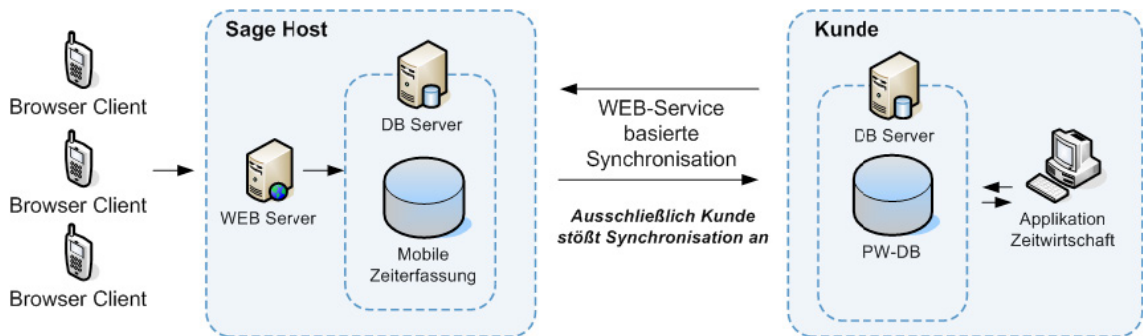 Browser Client
Browser Client
Browser Client
Sage Host
WEB Server
DB Server
Mobile
Zeiterfassung
WEB-Service
basierte
Synchronisation
Ausschließlich Kunde
stößt Synchronisation an
Kunde
DB Server
PW-DB
Applikation
Zeitwirtschaft